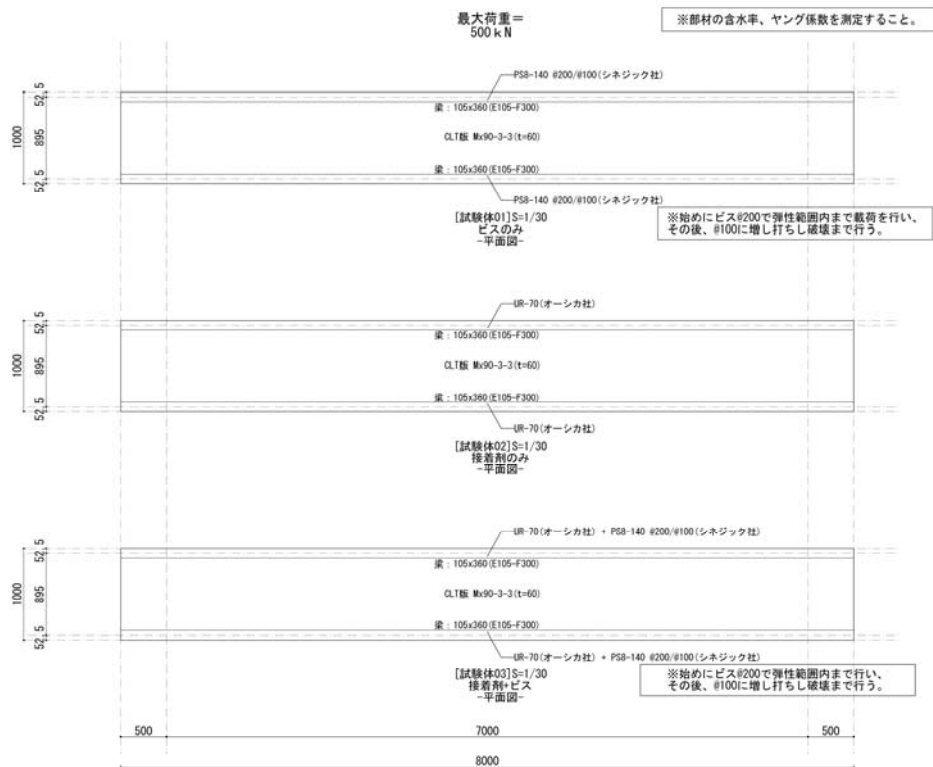 最大荷重=
500kN
※部材の含水率、ヤング係数を測定すること。
PS8-140 @200/@100(シネジック社)
52.5
梁：105x360(E105-F300)
1000
895
CLT版 Mx90-3-3(t=60)
梁：105x360(E105-F300)
52.5
PS8-140 @200/@100(シネジック社)
[試験体01]S=1/30
ビスのみ
-平面図-
※始めにビス@200で弾性範囲内まで載荷を行い、
その後、@100に増し打ちし破壊まで行う。
UR-70(オーシカ社)
52.5
梁：105x360(E105-F300)
1000
895
CLT版 Mx90-3-3(t=60)
梁：105x360(E105-F300)
52.5
UR-70(オーシカ社)
[試験体02]S=1/30
接着剤のみ
-平面図-
UR-70(オーシカ社) + PS8-140 @200/@100(シネジック社)
52.5
梁：105x360(E105-F300)
1000
895
CLT版 Mx90-3-3(t=60)
梁：105x360(E105-F300)
52.5
UR-70(オーシカ社) + PS8-140 @200/@100(シネジック社)
[試験体03]S=1/30
接着剤+ビス
-平面図-
※始めにビス@200で弾性範囲内まで行い、
その後、@100に増し打ちし破壊まで行う。
500
7000
500
8000